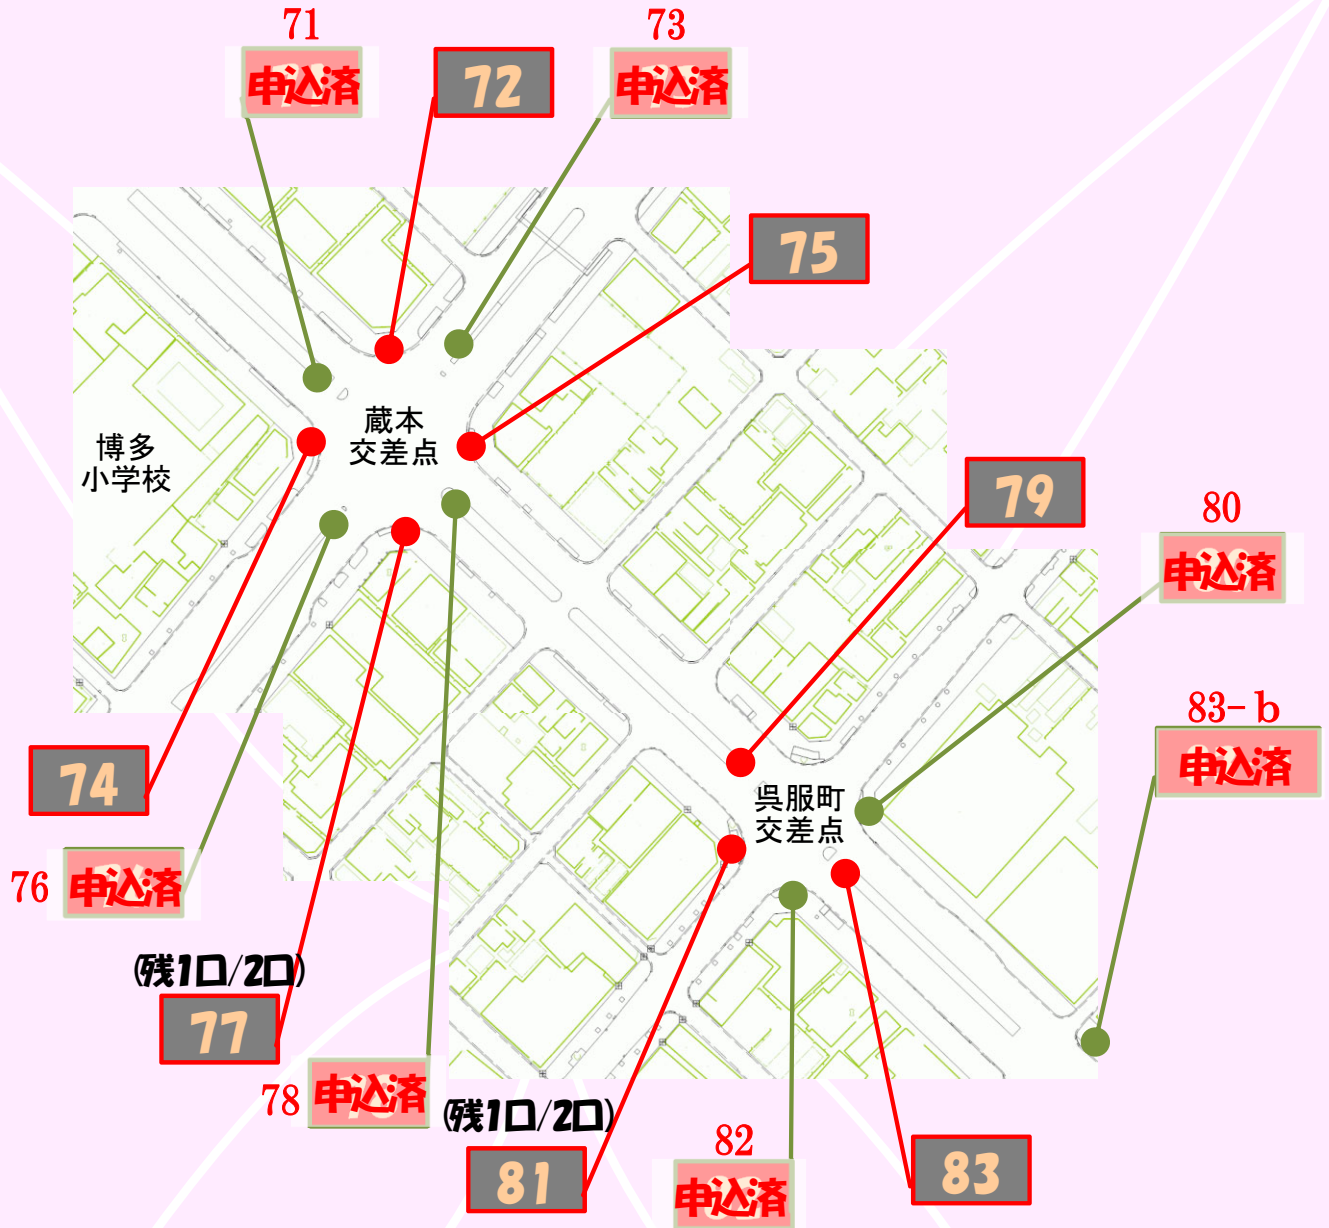 71
申込済
72
73
申込済
75
蔵本
交差点
博多
小学校
79
80
申込済
83-b
申込済
74
呉服町
交差点
76
申込済
(残1口/2口)
77
78
申込済
(残1口/2口)
81
82
申込済
83